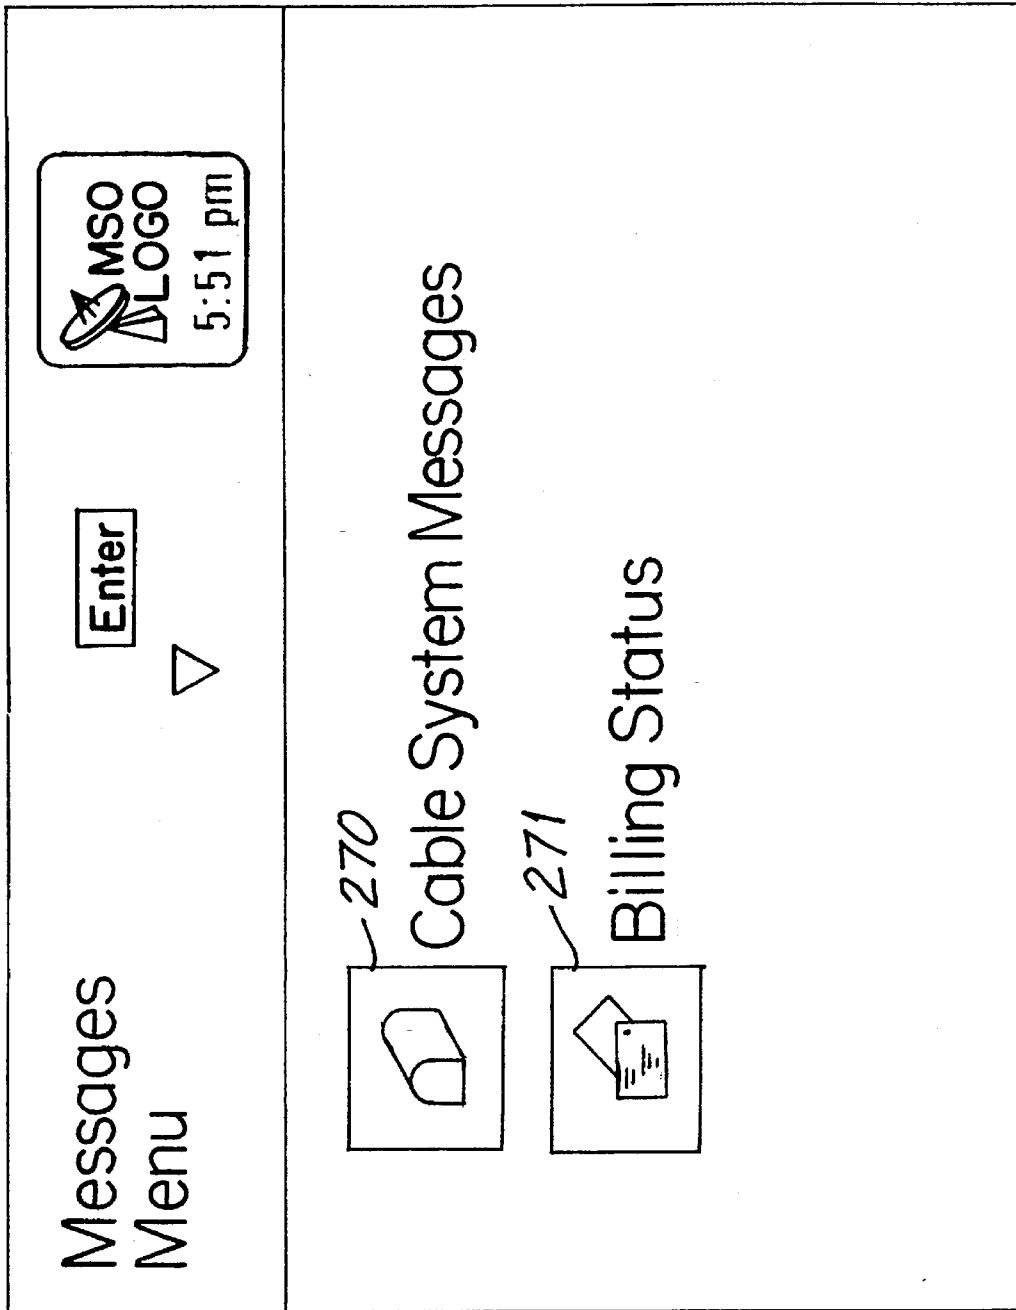 Messages
Menu
Enter
MSO
LOGO
5:51 pm
270
Cable System Messages
271
Billing Status